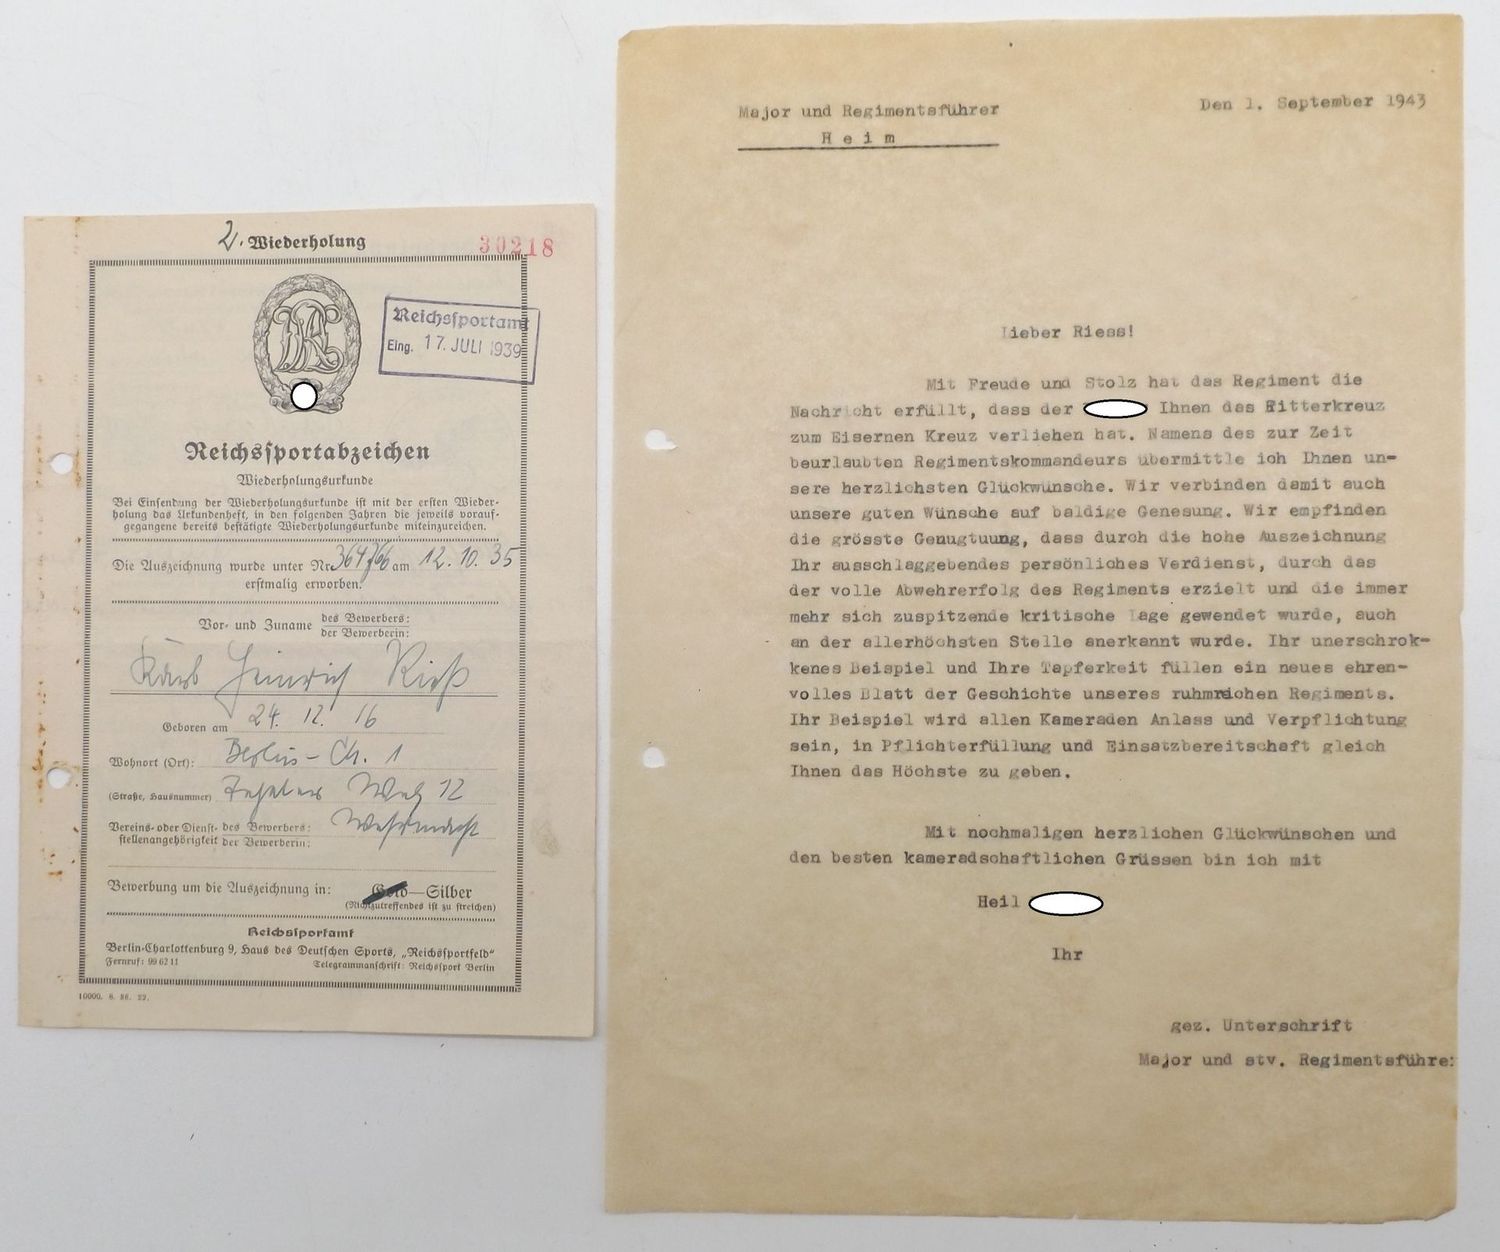 2. Wiederholung
30218
DRL
Reichssportamt
Eing. 17. JULI 1939
Reichssportabzeichen
Wiederholungsurkunde
Bei Einsendung der Wiederholungsurkunde ist mit der ersten Wieder-
holung das Urkundenheft, in den folgenden Jahren die jeweils vorauf-
gegangene bereits bestätigte Wiederholungsurkunde miteinzureichen.
Die Auszeichnung wurde unter Nr. am 12. 10. 35
erstmalig erworben.
Vor- und Zuname des Bewerbers:
der Bewerberin:
Karl Heinrich Rieß
Geboren am 24. 12. 16
Wohnort (Ort): Berlin-Ch. 1
(Straße, Hausnummer) Tegeler Weg 12
Vereins- oder Dienst- des Bewerbers: Wehrmacht
stellenangehörigkeit der Bewerberin:
Bewerbung um die Auszeichnung in: Gold—Silber
(Nichtzutreffendes ist zu streichen)
Reichssportamt
Berlin-Charlottenburg 9, Haus des Deutschen Sports, „Reichssportfeld“
Fernruf: 99 62 11 Telegrammanschrift: Reichssport Berlin
Major und Regimentsführer
H e i m
Den 1. September 1943
Lieber Riess!
Mit Freude und Stolz hat das Regiment die
Nachricht erfüllt, dass der Ihnen das Ritterkreuz
zum Eisernen Kreuz verliehen hat. Namens des zur Zeit
beurlaubten Regimentskommandeurs übermittle ich Ihnen un-
sere herzlichsten Glückwünsche. Wir verbinden damit auch
unsere guten Wünsche auf baldige Genesung. Wir empfinden
die grösste Genugtuung, dass durch die hohe Auszeichnung
Ihr ausschlaggebendes persönliches Verdienst, durch das
der volle Abwehrerfolg des Regiments erzielt und die immer
mehr sich zuspitzende kritische Lage gewendet wurde, auch
an der allerhöchsten Stelle anerkannt wurde. Ihr unerschrok-
kenes Beispiel und Ihre Tapferkeit füllen ein neues ehren-
volles Blatt der Geschichte unseres ruhmreichen Regiments.
Ihr Beispiel wird allen Kameraden Anlass und Verpflichtung
sein, in Pflichterfüllung und Einsatzbereitschaft gleich
Ihnen das Höchste zu geben.
Mit nochmaligen herzlichen Glückwünschen und
den besten kameradschaftlichen Grüssen bin ich mit
Heil
Ihr
gez. Unterschrift
Major und stv. Regimentsführer